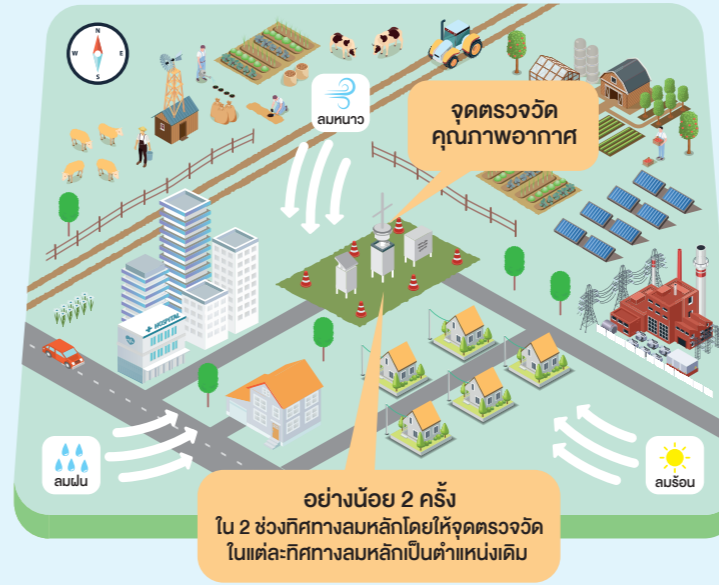 N
W E
S
ลมหนาว
จุดตรวจวัด
คุณภาพอากาศ
HOSPITAL
ลมฝน
ลมร้อน
อย่างน้อย 2 ครั้ง
ใน 2 ช่วงทิศทางลมหลักโดยให้จุดตรวจวัด
ในแต่ละทิศทางลมหลักเป็นตำแหน่งเดิม